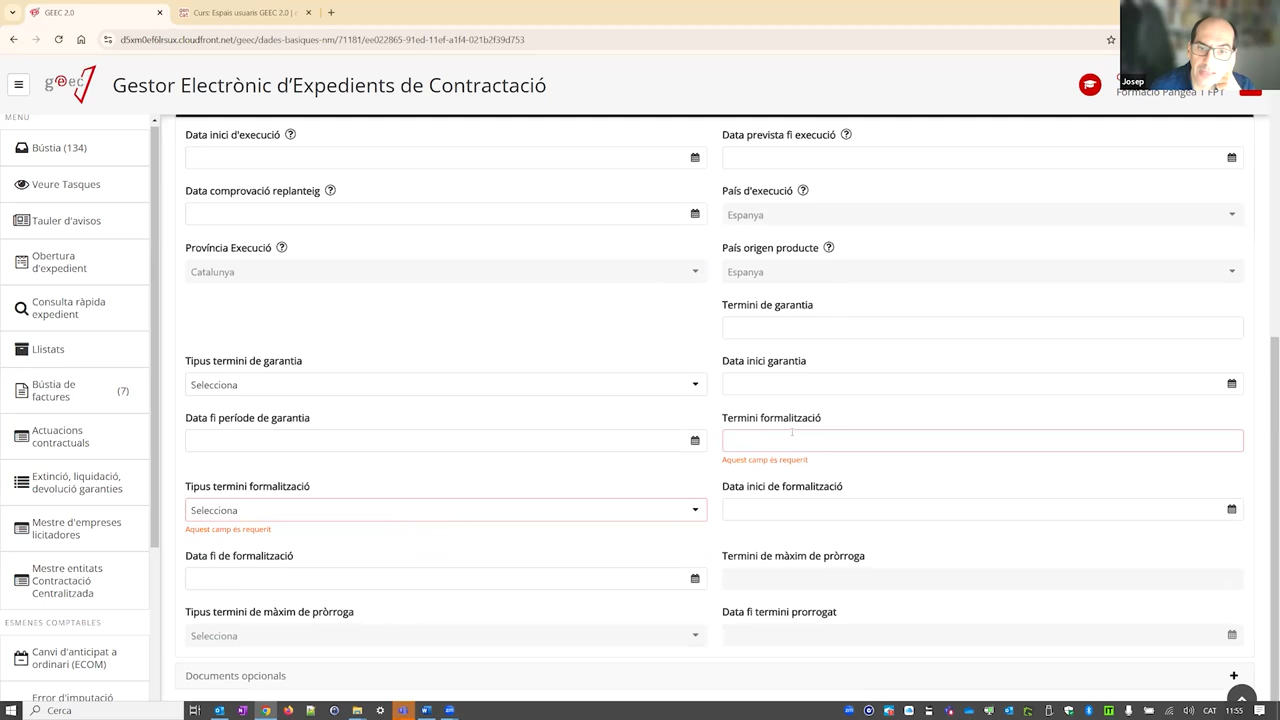 GEEC 2.0
Curs: Espais usuaris GEEC 2.0 | e
d5xm0ef6lrsux.cloudfront.net/geec/dades-basiques-nm/71181/ee022865-91ed-11ef-a1f4-021b2f39d753
geec
Gestor Electrònic d'Expedients de Contractació
Josep
Formació Pangea 1 FPT
MENÚ
Bústia (134)
Veure Tasques
Tauler d'avisos
Obertura
d'expedient
Consulta ràpida
expedient
Llistats
Bústia de
factures
(7)
Actuacions
contractuals
Extinció, liquidació,
devolució garanties
Mestre d'empreses
licitadores
Mestre entitats
Contractació
Centralitzada
ESMENES COMPTABLES
Canvi d'anticipat a
ordinari (ECOM)
Error d'imputació
Data inici d'execució
Data prevista fi execució
Data comprovació replanteig
País d'execució
Espanya
Província Execució
País origen producte
Catalunya
Espanya
Termini de garantia
Tipus termini de garantia
Data inici garantia
Selecciona
Data fi període de garantia
Termini formalització
Aquest camp és requerit
Tipus termini formalització
Data inici de formalització
Selecciona
Aquest camp és requerit
Data fi de formalització
Termini de màxim de pròrroga
Tipus termini de màxim de pròrroga
Data fi termini prorrogat
Selecciona
Documents opcionals
Cerca
CAT
11:55